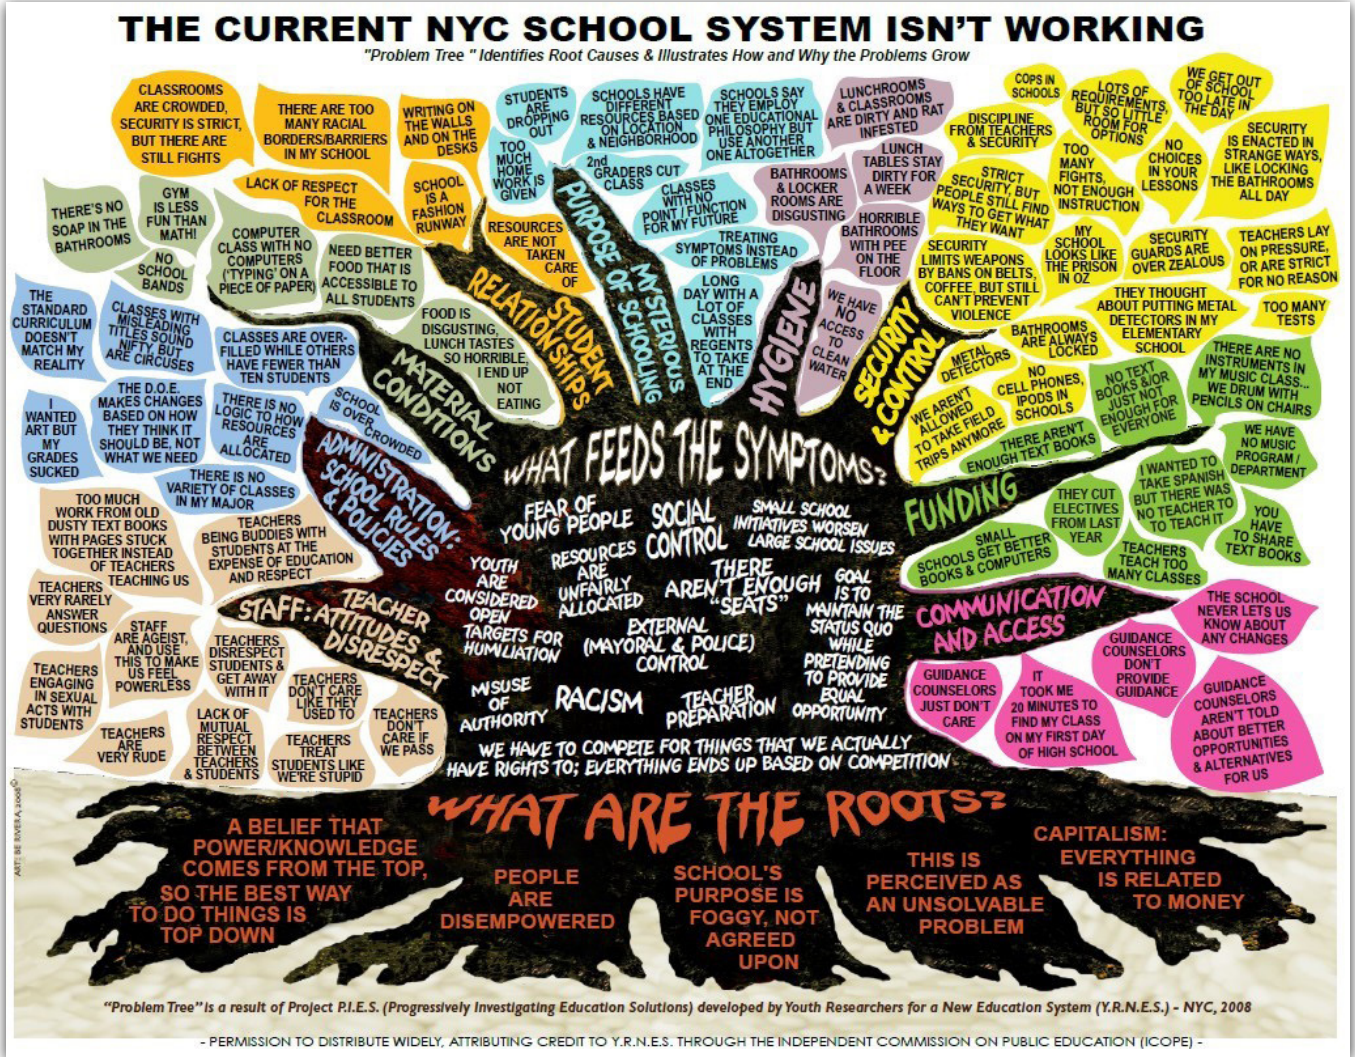 THE CURRENT NYC SCHOOL SYSTEM ISN'T WORKING
"Problem Tree " Identifies Root Causes & Illustrates How and Why the Problems Grow
CLASSROOMS
ARE CROWDED,
SECURITY IS STRICT,
BUT THERE ARE
STILL FIGHTS
THERE ARE TOO
MANY RACIAL
BORDERS/BARRIERS
IN MY SCHOOL
WRITING ON
THE WALLS
AND ON THE
DESKS
LACK OF RESPECT
FOR THE
CLASSROOM
SCHOOL
IS A
FASHION
RUNWAY
RESOURCES
ARE NOT
TAKEN
CARE
OF
STUDENT
RELATIONSHIPS
STUDENTS
ARE
DROPPING
OUT
SCHOOLS HAVE
DIFFERENT
RESOURCES BASED
ON LOCATION
& NEIGHBORHOOD
SCHOOLS SAY
THEY EMPLOY
ONE EDUCATIONAL
PHILOSOPHY BUT
USE ANOTHER
ONE ALTOGETHER
TOO
MUCH
HOME
WORK IS
GIVEN
2nd
GRADERS CUT
CLASS
CLASSES
WITH NO
POINT / FUNCTION
FOR MY FUTURE
TREATING
SYMPTOMS INSTEAD
OF PROBLEMS
LONG
DAY WITH A
LOT OF
CLASSES
WITH
REGENTS
TO TAKE
AT THE
END
MYSTERIOUS
PURPOSE OF SCHOOLING
LUNCHROOMS
& CLASSROOMS
ARE DIRTY AND RAT
INFESTED
LUNCH
TABLES STAY
DIRTY FOR
A WEEK
BATHROOMS
& LOCKER
ROOMS ARE
DISGUSTING
HORRIBLE
BATHROOMS
WITH PEE
ON THE
FLOOR
WE HAVE
NO
ACCESS
TO
CLEAN
WATER
HYGIENE
COPS IN
SCHOOLS
LOTS OF
REQUIREMENTS,
BUT SO LITTLE
ROOM FOR
OPTIONS
WE GET OUT
OF SCHOOL
TOO LATE IN
THE DAY
DISCIPLINE
FROM TEACHERS
& SECURITY
TOO
MANY
FIGHTS,
NOT ENOUGH
INSTRUCTION
NO
CHOICES
IN YOUR
LESSONS
SECURITY
IS ENACTED IN
STRANGE WAYS,
LIKE LOCKING
THE BATHROOMS
ALL DAY
STRICT
SECURITY, BUT
PEOPLE STILL FIND
WAYS TO GET WHAT
THEY WANT
SECURITY
LIMITS WEAPONS
BY BANS ON BELTS,
COFFEE, BUT STILL
CAN'T PREVENT
VIOLENCE
MY
SCHOOL
LOOKS LIKE
THE PRISON
IN OZ
SECURITY
GUARDS ARE
OVER ZEALOUS
TEACHERS LAY
ON PRESSURE,
OR ARE STRICT
FOR NO REASON
THEY THOUGHT
ABOUT PUTTING METAL
DETECTORS IN MY
ELEMENTARY
SCHOOL
TOO MANY
TESTS
BATHROOMS
ARE ALWAYS
LOCKED
METAL
DETECTORS
NO
CELL PHONES,
IPODS IN
SCHOOLS
WE AREN'T
ALLOWED
TO TAKE FIELD
TRIPS ANYMORE
SECURITY
& CONTROL
THERE'S NO
SOAP IN THE
BATHROOMS
GYM
IS LESS
FUN THAN
MATH!
NO
SCHOOL
BANDS
COMPUTER
CLASS WITH NO
COMPUTERS
('TYPING' ON A
PIECE OF PAPER)
NEED BETTER
FOOD THAT IS
ACCESSIBLE TO
ALL STUDENTS
FOOD IS
DISGUSTING,
LUNCH TASTES
SO HORRIBLE,
I END UP
NOT
EATING
MATERIAL
CONDITIONS
THE
STANDARD
CURRICULUM
DOESN'T
MATCH MY
REALITY
CLASSES WITH
MISLEADING
TITLES SOUND
NIFTY BUT
ARE CIRCUSES
CLASSES ARE OVER-
FILLED WHILE OTHERS
HAVE FEWER THAN
TEN STUDENTS
I
WANTED
ART BUT
MY
GRADES
SUCKED
THE D.O.E.
MAKES CHANGES
BASED ON HOW
THEY THINK IT
SHOULD BE, NOT
WHAT WE NEED
THERE IS NO
LOGIC TO HOW
RESOURCES
ARE
ALLOCATED
SCHOOL
IS OVER
CROWDED
THERE IS NO
VARIETY OF CLASSES
IN MY MAJOR
ADMINISTRATION:
SCHOOL RULES
& POLICIES
TOO MUCH
WORK FROM OLD
DUSTY TEXT BOOKS
WITH PAGES STUCK
TOGETHER INSTEAD
OF TEACHERS
TEACHING US
TEACHERS
BEING BUDDIES WITH
STUDENTS AT THE
EXPENSE OF EDUCATION
AND RESPECT
TEACHERS
VERY RARELY
ANSWER
QUESTIONS
STAFF
ARE AGEIST,
AND USE
THIS TO MAKE
US FEEL
POWERLESS
TEACHERS
DISRESPECT
STUDENTS &
GET AWAY
WITH IT
TEACHERS
ENGAGING
IN SEXUAL
ACTS WITH
STUDENTS
TEACHERS
DON'T CARE
LIKE THEY
USED TO
TEACHERS
ARE
VERY RUDE
LACK OF
MUTUAL
RESPECT
BETWEEN
TEACHERS
& STUDENTS
TEACHERS
TREAT
STUDENTS LIKE
WE'RE STUPID
TEACHERS
DON'T
CARE IF
WE PASS
TEACHER &
STAFF: ATTITUDES &
DISRESPECT
NO TEXT
BOOKS &/OR
JUST NOT
ENOUGH FOR
EVERYONE
THERE ARE NO
INSTRUMENTS IN
MY MUSIC CLASS...
WE DRUM WITH
PENCILS ON CHAIRS
THERE AREN'T
ENOUGH TEXT BOOKS
WE HAVE
NO MUSIC
PROGRAM /
DEPARTMENT
I WANTED TO
TAKE SPANISH
BUT THERE WAS
NO TEACHER TO
TO TEACH IT
THEY CUT
ELECTIVES
FROM LAST
YEAR
YOU
HAVE
TO SHARE
TEXT BOOKS
SMALL
SCHOOLS GET BETTER
BOOKS & COMPUTERS
TEACHERS
TEACH TOO
MANY CLASSES
FUNDING
COMMUNICATION
AND ACCESS
THE SCHOOL
NEVER LETS US
KNOW ABOUT
ANY CHANGES
GUIDANCE
COUNSELORS
DON'T
PROVIDE
GUIDANCE
GUIDANCE
COUNSELORS
JUST DON'T
CARE
IT
TOOK ME
20 MINUTES TO
FIND MY CLASS
ON MY FIRST DAY
OF HIGH SCHOOL
GUIDANCE
COUNSELORS
AREN'T TOLD
ABOUT BETTER
OPPORTUNITIES
& ALTERNATIVES
FOR US
WHAT FEEDS THE SYMPTOMS?
FEAR OF
YOUNG PEOPLE
SOCIAL
CONTROL
SMALL SCHOOL
INITIATIVES WORSEN
LARGE SCHOOL ISSUES
YOUTH
ARE
CONSIDERED
OPEN
TARGETS FOR
HUMILIATION
RESOURCES
ARE
UNFAIRLY
ALLOCATED
THERE
AREN'T ENOUGH
"SEATS"
GOAL
IS TO
MAINTAIN THE
STATUS QUO
WHILE
PRETENDING
TO PROVIDE
EQUAL
OPPORTUNITY
EXTERNAL
(MAYORAL & POLICE)
CONTROL
MISUSE
OF
AUTHORITY
RACISM
TEACHER
PREPARATION
WE HAVE TO COMPETE FOR THINGS THAT WE ACTUALLY
HAVE RIGHTS TO; EVERYTHING ENDS UP BASED ON COMPETITION
WHAT ARE THE ROOTS?
A BELIEF THAT
POWER/KNOWLEDGE
COMES FROM THE TOP,
SO THE BEST WAY
TO DO THINGS IS
TOP DOWN
PEOPLE
ARE
DISEMPOWERED
SCHOOL'S
PURPOSE IS
FOGGY, NOT
AGREED
UPON
THIS IS
PERCEIVED AS
AN UNSOLVABLE
PROBLEM
CAPITALISM:
EVERYTHING
IS RELATED
TO MONEY
ART: BE RIVERA, 2008©
"Problem Tree" is a result of Project P.I.E.S. (Progressively Investigating Education Solutions) developed by Youth Researchers for a New Education System (Y.R.N.E.S.) - NYC, 2008
- PERMISSION TO DISTRIBUTE WIDELY, ATTRIBUTING CREDIT TO Y.R.N.E.S. THROUGH THE INDEPENDENT COMMISSION ON PUBLIC EDUCATION (ICOPE) -